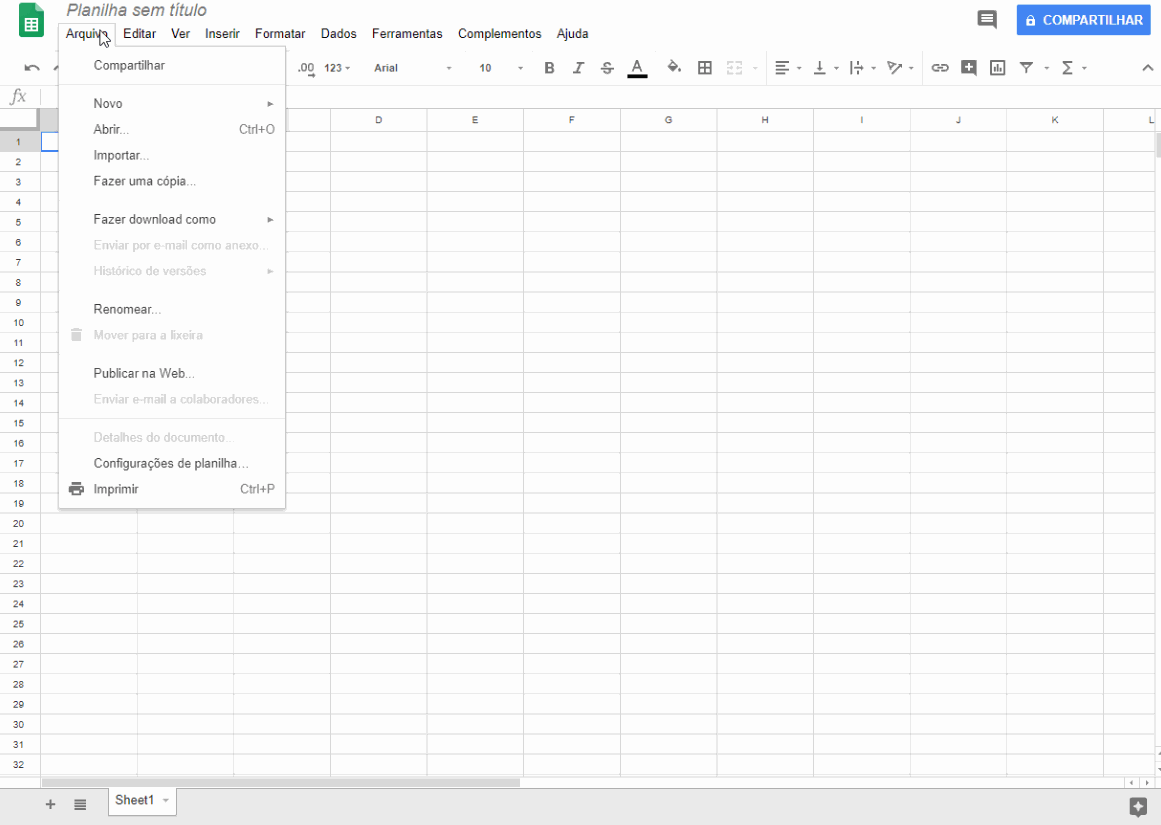 Planilha sem título
COMPARTILHAR
Arquivo Editar Ver Inserir Formatar Dados Ferramentas Complementos Ajuda
.00 123 Arial 10 B I S A Σ
fx
Compartilhar
Novo
Abrir... Ctrl+O
Importar...
Fazer uma cópia...
Fazer download como
Enviar por e-mail como anexo...
Histórico de versões
Renomear...
Mover para a lixeira
Publicar na Web...
Enviar e-mail a colaboradores...
Detalhes do documento...
Configurações de planilha...
Imprimir Ctrl+P
D E F G H I J K L
1
2
3
4
5
6
7
8
9
10
11
12
13
14
15
16
17
18
19
20
21
22
23
24
25
26
27
28
29
30
31
32
Sheet1